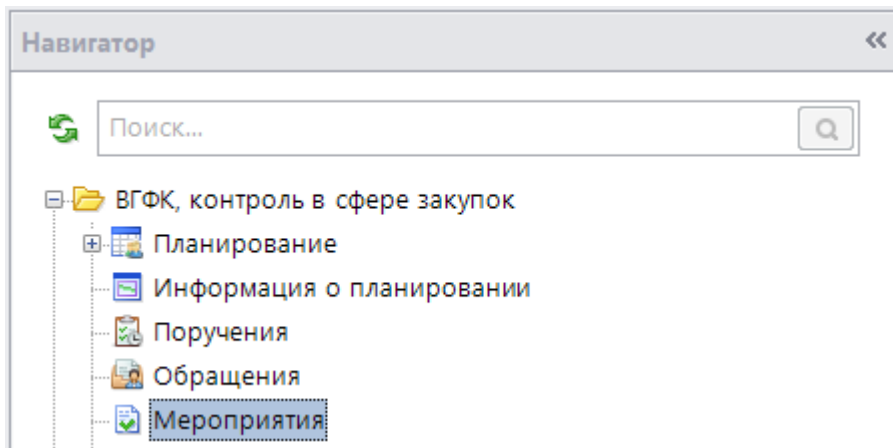 Навигатор
Поиск...
ВГФК, контроль в сфере закупок
Планирование
Информация о планировании
Поручения
Обращения
Мероприятия